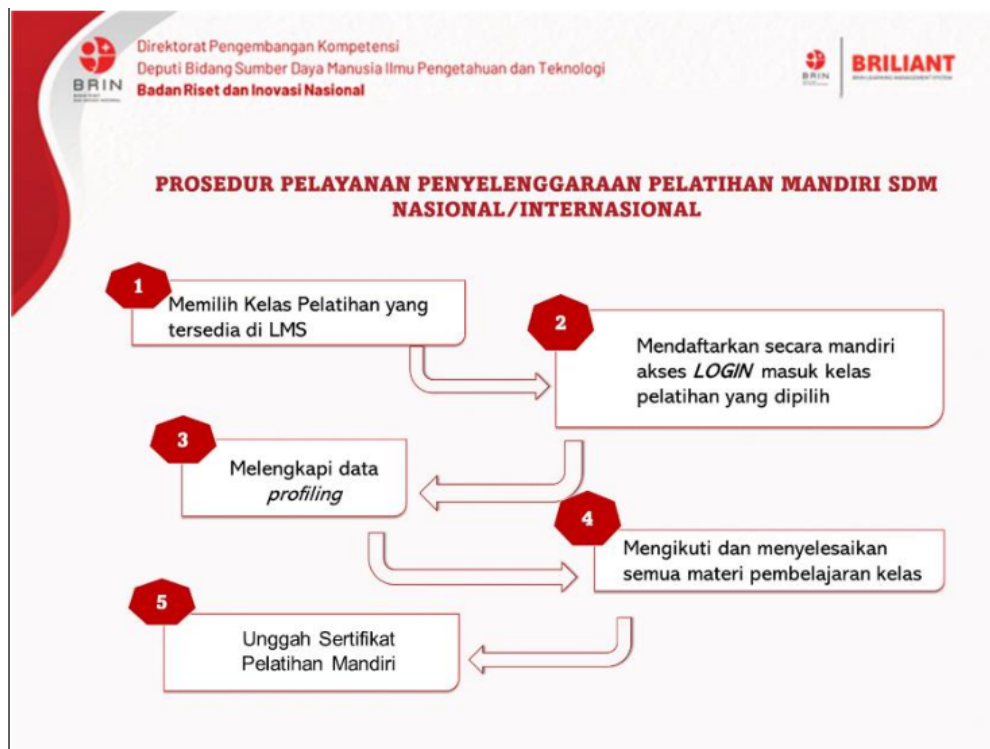 Direktorat Pengembangan Kompetensi
Deputi Bidang Sumber Daya Manusia Ilmu Pengetahuan dan Teknologi
Badan Riset dan Inovasi Nasional
BRIN
BRIN
BRILIANT
PROSEDUR PELAYANAN PENYELENGGARAAN PELATIHAN MANDIRI SDM
NASIONAL/INTERNASIONAL
1
Memilih Kelas Pelatihan yang
tersedia di LMS
2
Mendaftarkan secara mandiri
akses LOGIN masuk kelas
pelatihan yang dipilih
3
Melengkapi data
profiling
4
Mengikuti dan menyelesaikan
semua materi pembelajaran kelas
5
Unggah Sertifikat
Pelatihan Mandiri